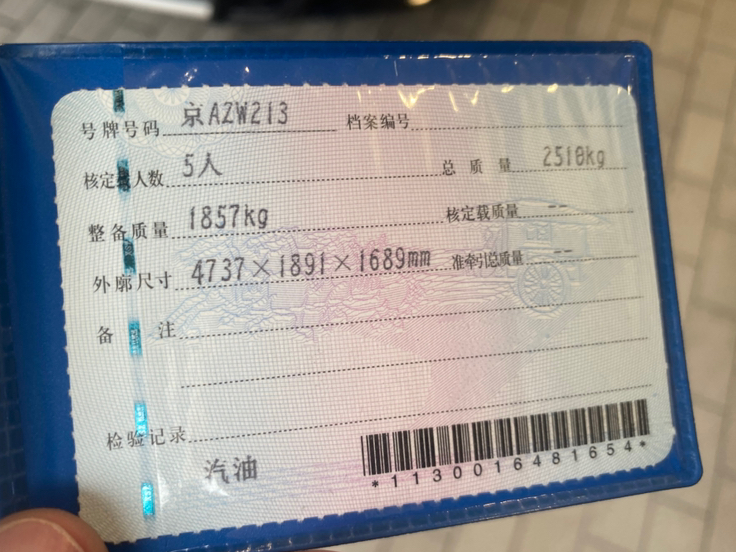 号牌号码 京AZW213 档案编号
核定载人数 5人 总质量 2510kg
整备质量 1857kg 核定载质量 --
外廓尺寸 4737×1891×1689mm 准牵引总质量 --
备注
检验记录
汽油
*1130016481654*